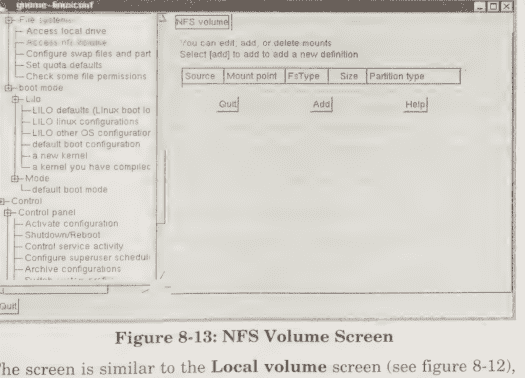 gnome-linuxconf
File systems
Access local drive
Access nfs volume
Configure swap files and part
Set quota defaults
Check some file permissions
boot mode
Lilo
LILO defaults (Linux boot lo
LILO linux configurations
LILO other OS configuration
default boot configuration
a new kernel
a kernel you have compiled
Mode
default boot mode
Control
Control panel
Activate configuration
Shutdown/Reboot
Control service activity
Configure superuser scheduli
Archive configurations
Quit
NFS volume
You can edit, add, or delete mounts
Select [add] to add to add a new definition
Source Mount point FsType Size Partition type
Quit Add Help
Figure 8-13: NFS Volume Screen
The screen is similar to the Local volume screen (see figure 8-12),